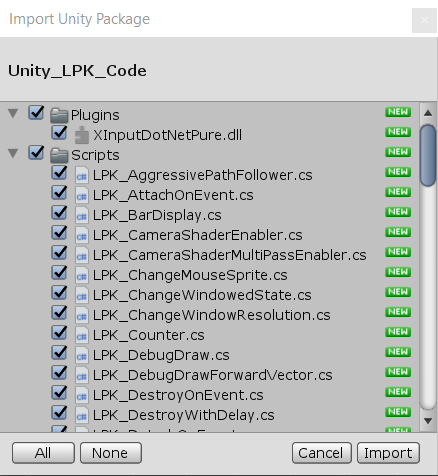 Import Unity Package
Unity_LPK_Code
Plugins NEW
XInputDotNetPure.dll NEW
Scripts NEW
LPK_AggressivePathFollower.cs NEW
LPK_AttachOnEvent.cs NEW
LPK_BarDisplay.cs NEW
LPK_CameraShaderEnabler.cs NEW
LPK_CameraShaderMultiPassEnabler.cs NEW
LPK_ChangeMouseSprite.cs NEW
LPK_ChangeWindowedState.cs NEW
LPK_ChangeWindowResolution.cs NEW
LPK_Counter.cs NEW
LPK_DebugDraw.cs NEW
LPK_DebugDrawForwardVector.cs NEW
LPK_DestroyOnEvent.cs NEW
LPK_DestroyWithDelay.cs NEW
All None Cancel Import